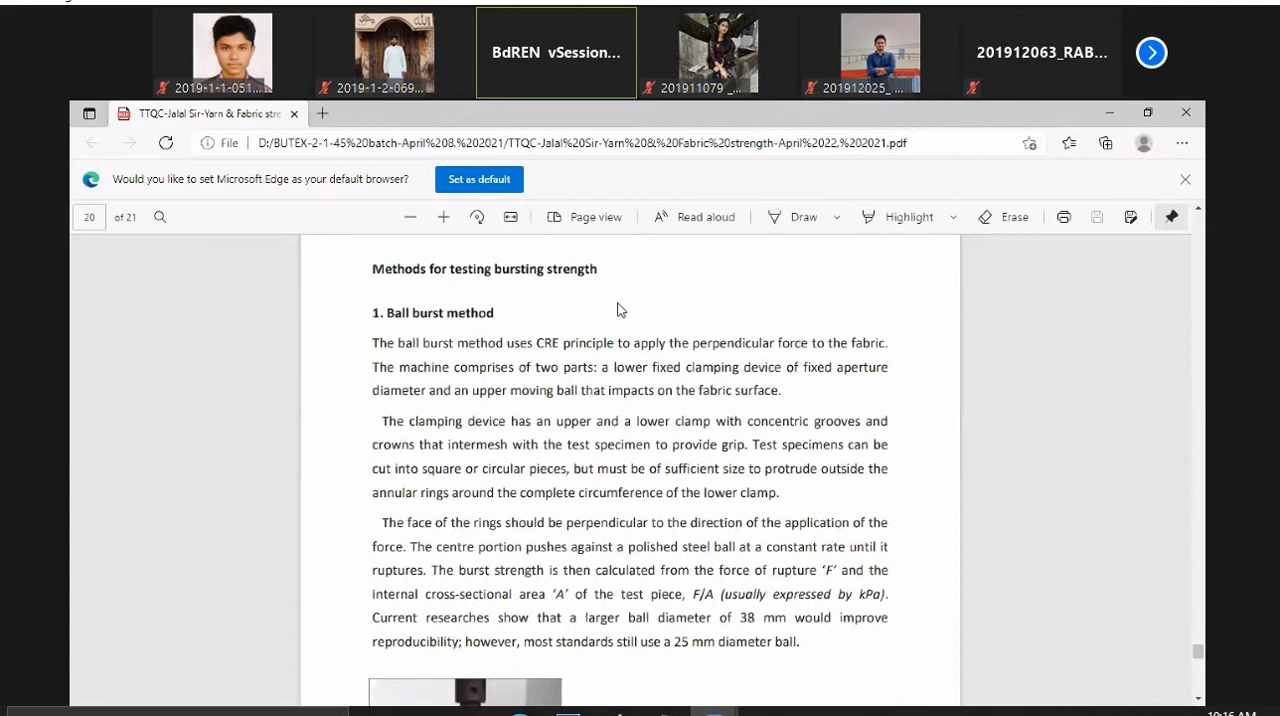 BdREN vSession...
201912063_RAB...
2019-1-1-051...
2019-1-2-069...
201911079 _...
201912025_ ...
TTQC-Jalal Sir-Yarn & Fabric stre
File
D:/BUTEX-2-1-45%20batch-April%208,%202021/TTQC-Jalal%20Sir-Yarn%20&%20Fabric%20strength-April%2022,%202021.pdf
Would you like to set Microsoft Edge as your default browser?
Set as default
20 of 21
Page view
Read aloud
Draw
Highlight
Erase
Methods for testing bursting strength
1. Ball burst method
The ball burst method uses CRE principle to apply the perpendicular force to the fabric.
The machine comprises of two parts: a lower fixed clamping device of fixed aperture
diameter and an upper moving ball that impacts on the fabric surface.
The clamping device has an upper and a lower clamp with concentric grooves and
crowns that intermesh with the test specimen to provide grip. Test specimens can be
cut into square or circular pieces, but must be of sufficient size to protrude outside the
annular rings around the complete circumference of the lower clamp.
The face of the rings should be perpendicular to the direction of the application of the
force. The centre portion pushes against a polished steel ball at a constant rate until it
ruptures. The burst strength is then calculated from the force of rupture ‘F’ and the
internal cross-sectional area ‘A’ of the test piece, F/A (usually expressed by kPa).
Current researches show that a larger ball diameter of 38 mm would improve
reproducibility; however, most standards still use a 25 mm diameter ball.